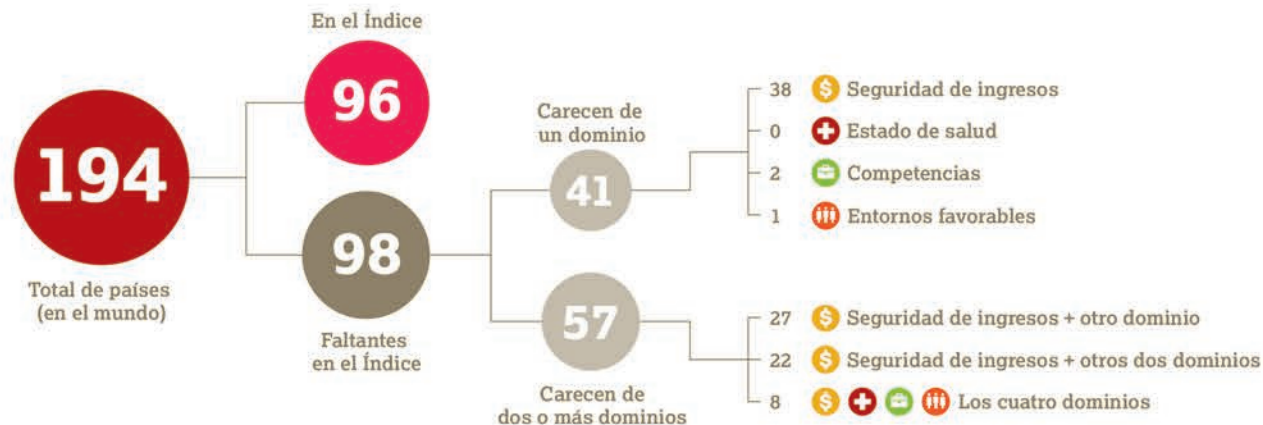 194
Total de países
(en el mundo)
En el Índice
96
98
Faltantes
en el Índice
Carecen de
un dominio
41
38 $ Seguridad de ingresos
0 Estado de salud
2 Competencias
1 Entornos favorables
57
Carecen de
dos o más dominios
27 $ Seguridad de ingresos + otro dominio
22 $ Seguridad de ingresos + otros dos dominios
8 $ Los cuatro dominios